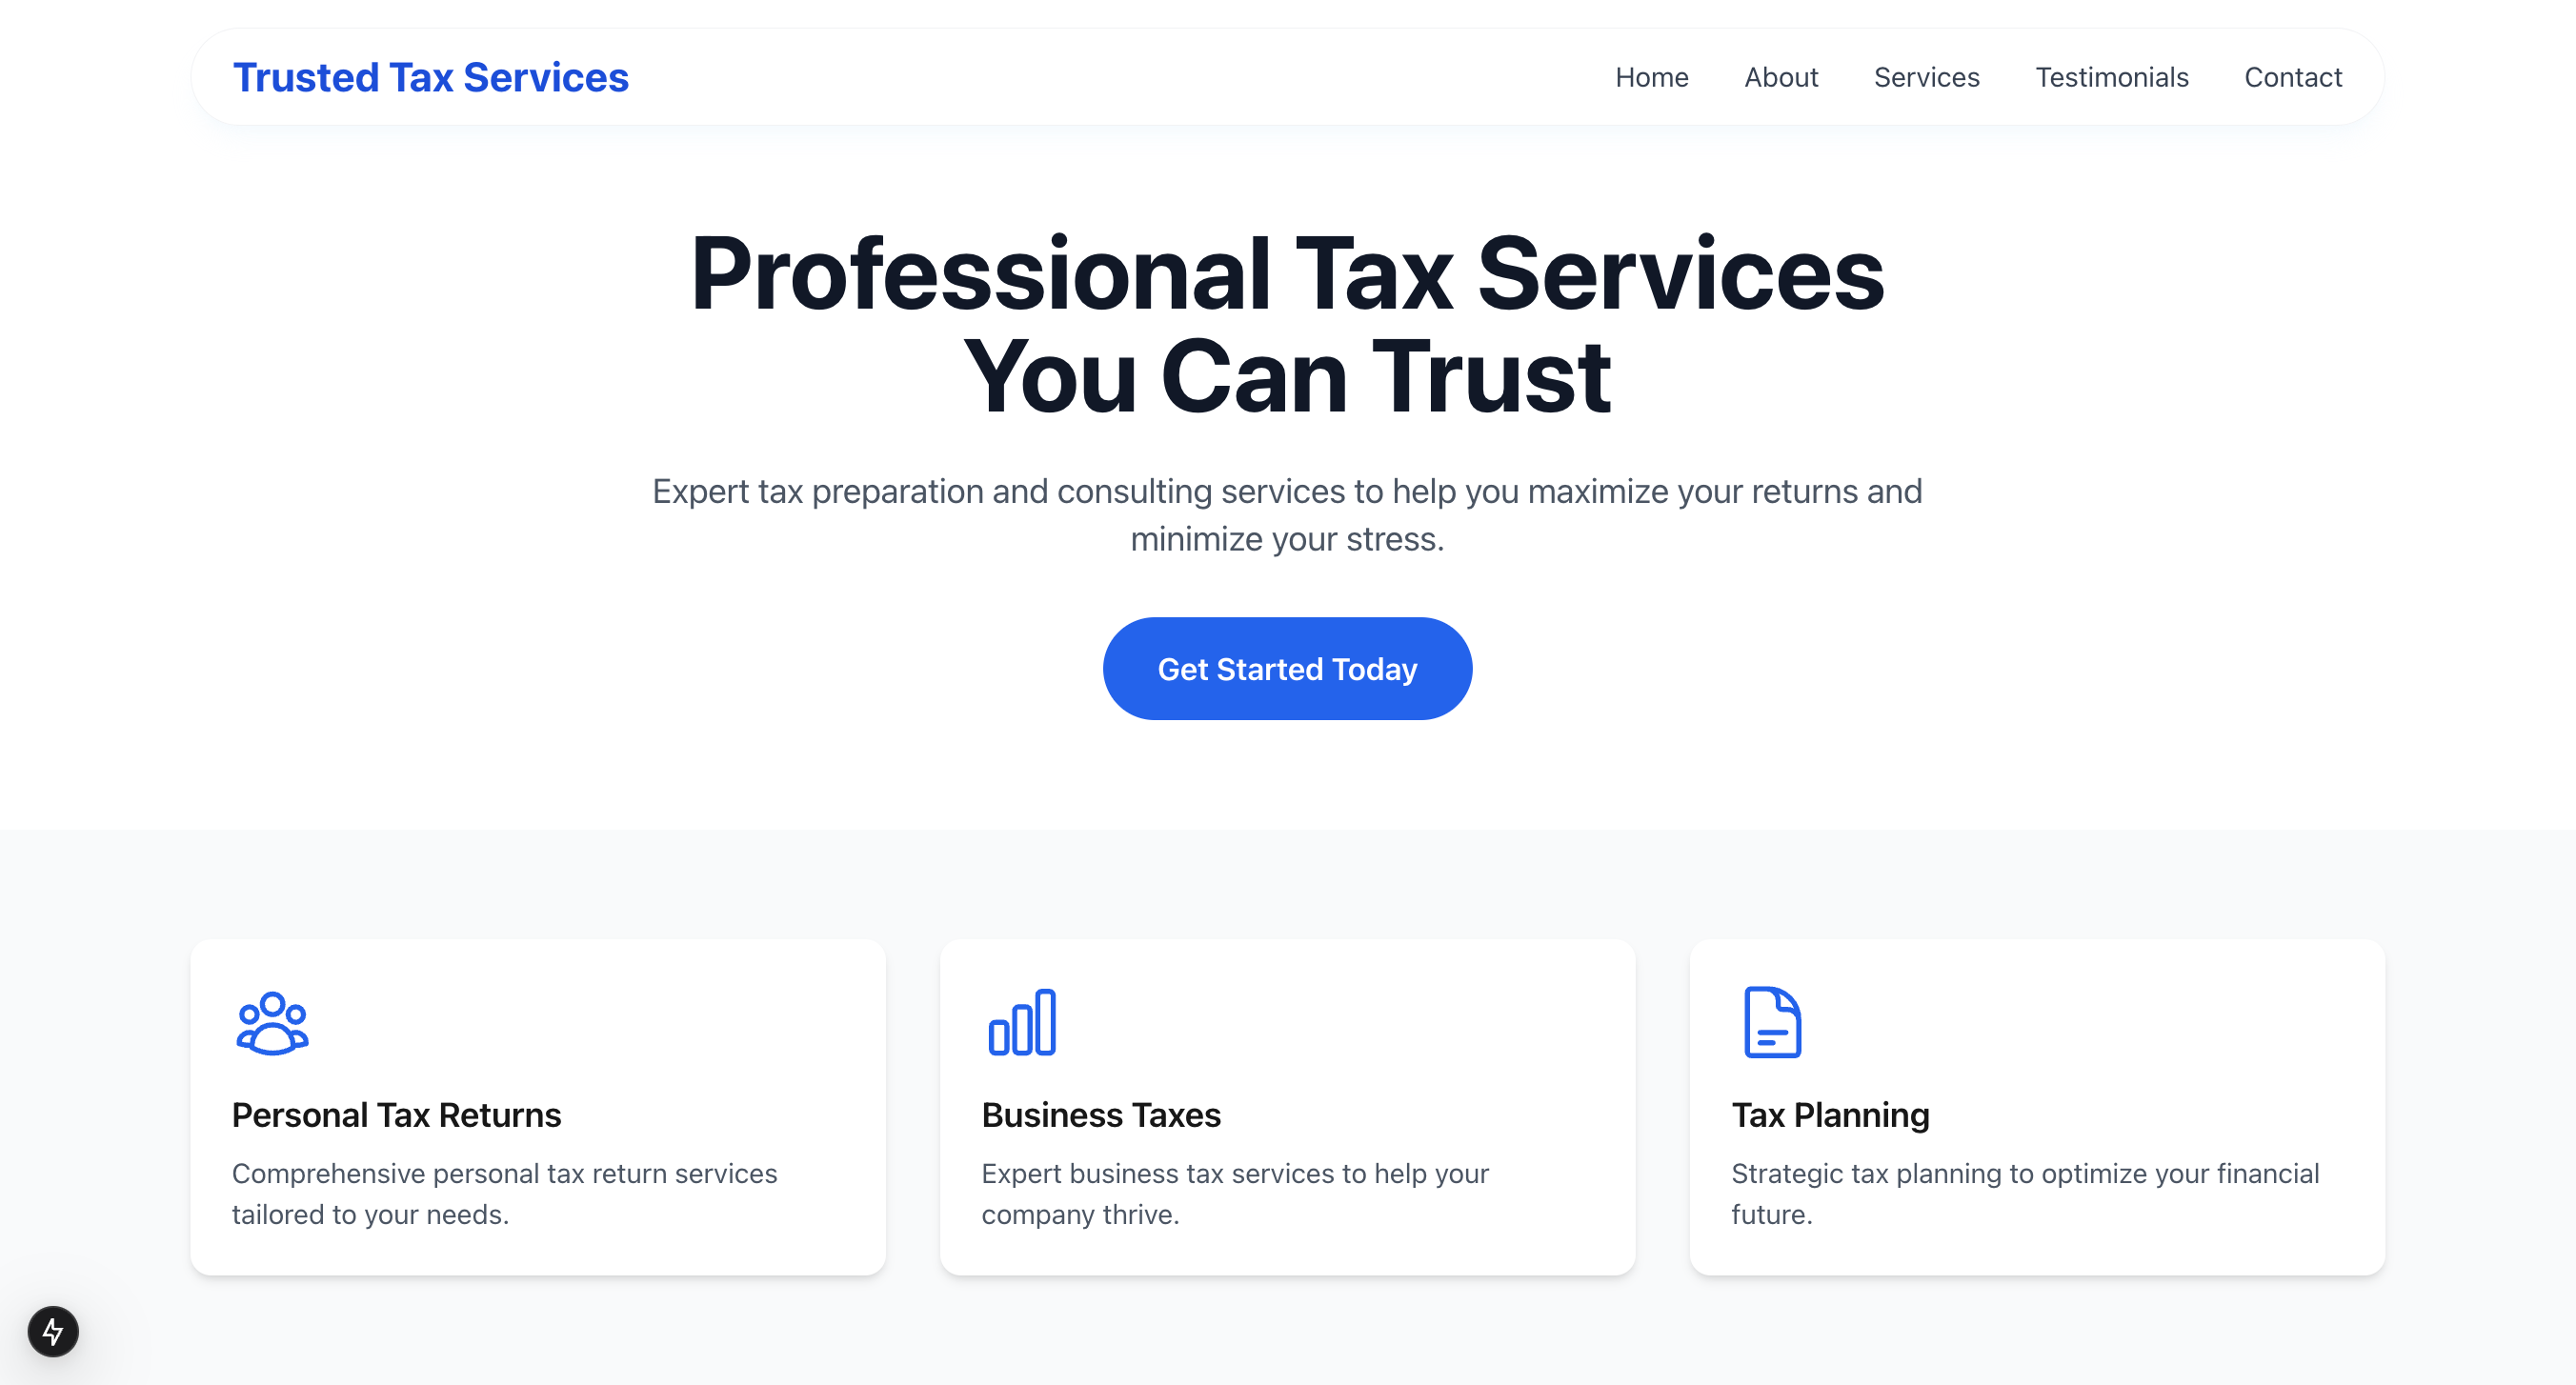 Trusted Tax Services
Home
About
Services
Testimonials
Contact
Professional Tax Services
You Can Trust
Expert tax preparation and consulting services to help you maximize your returns and
minimize your stress.
Get Started Today
Personal Tax Returns
Comprehensive personal tax return services
tailored to your needs.
Business Taxes
Expert business tax services to help your
company thrive.
Tax Planning
Strategic tax planning to optimize your financial
future.